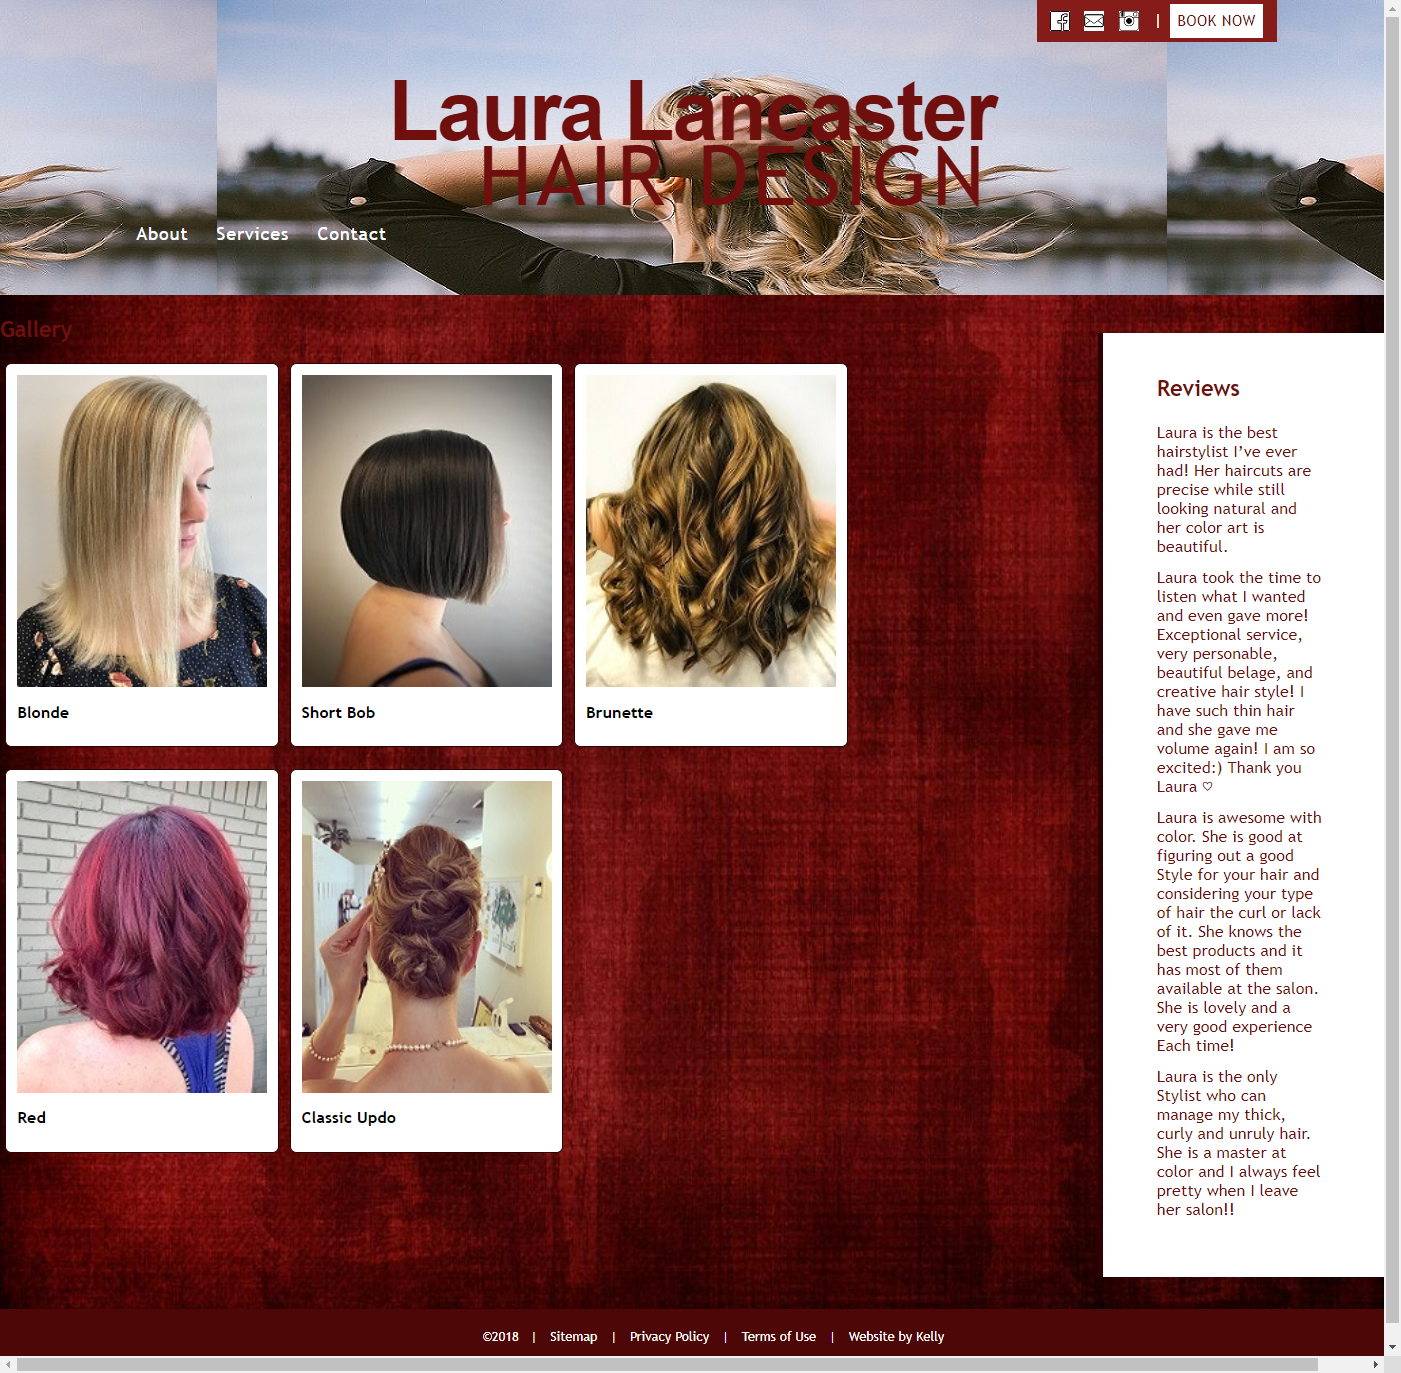 BOOK NOW
Laura Lancaster
HAIR DESIGN
About Services Contact
Gallery
Blonde
Short Bob
Brunette
Red
Classic Updo
Reviews
Laura is the best
hairstylist I’ve ever
had! Her haircuts are
precise while still
looking natural and
her color art is
beautiful.
Laura took the time to
listen what I wanted
and even gave more!
Exceptional service,
very personable,
beautiful belage, and
creative hair style! I
have such thin hair
and she gave me
volume again! I am so
excited:) Thank you
Laura ♡
Laura is awesome with
color. She is good at
figuring out a good
Style for your hair and
considering your type
of hair the curl or lack
of it. She knows the
best products and it
has most of them
available at the salon.
She is lovely and a
very good experience
Each time!
Laura is the only
Stylist who can
manage my thick,
curly and unruly hair.
She is a master at
color and I always feel
pretty when I leave
her salon!!
©2018 | Sitemap | Privacy Policy | Terms of Use | Website by Kelly